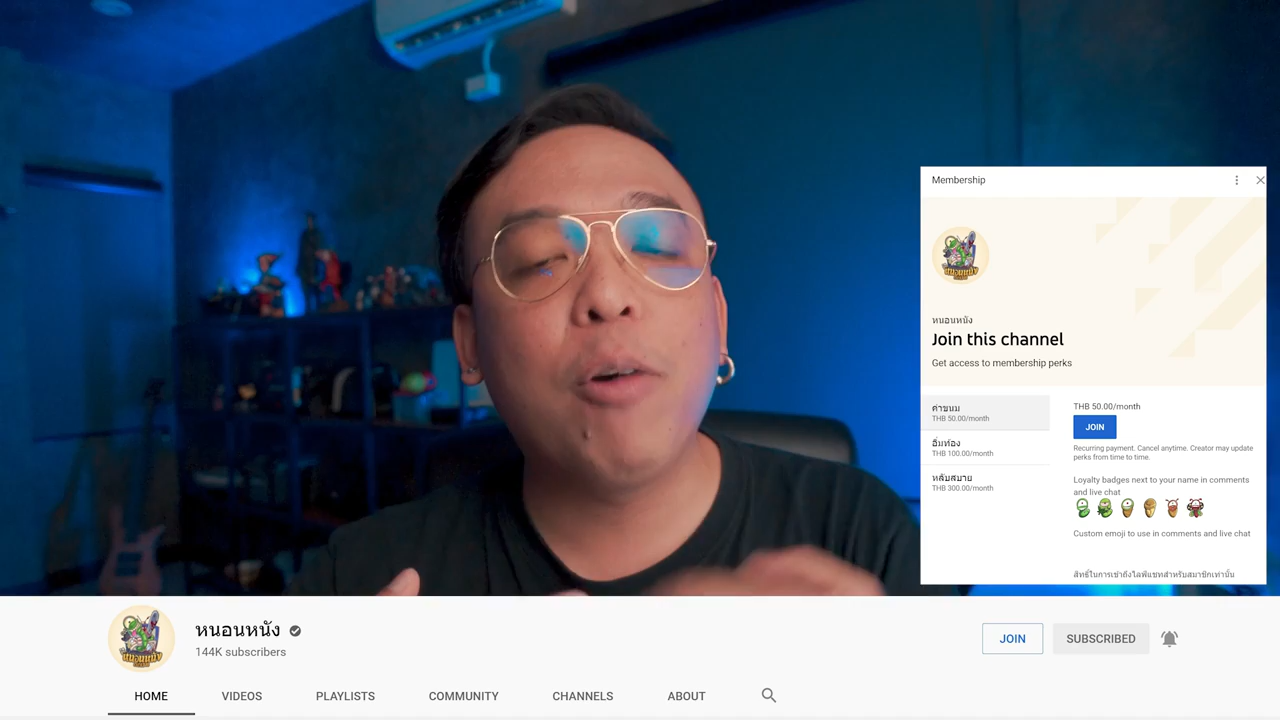 Membership
หนอนหนัง
Join this channel
Get access to membership perks
ค่าขนม
THB 50.00/month
อิ่มท้อง
THB 100.00/month
หลับสบาย
THB 300.00/month
THB 50.00/month
JOIN
Recurring payment. Cancel anytime. Creator may update
perks from time to time.
Loyalty badges next to your name in comments
and live chat
Custom emoji to use in comments and live chat
สิทธิ์ในการเข้าถึงไลฟ์แชทสำหรับสมาชิกเท่านั้น
หนอนหนัง
144K subscribers
JOIN
SUBSCRIBED
HOME
VIDEOS
PLAYLISTS
COMMUNITY
CHANNELS
ABOUT